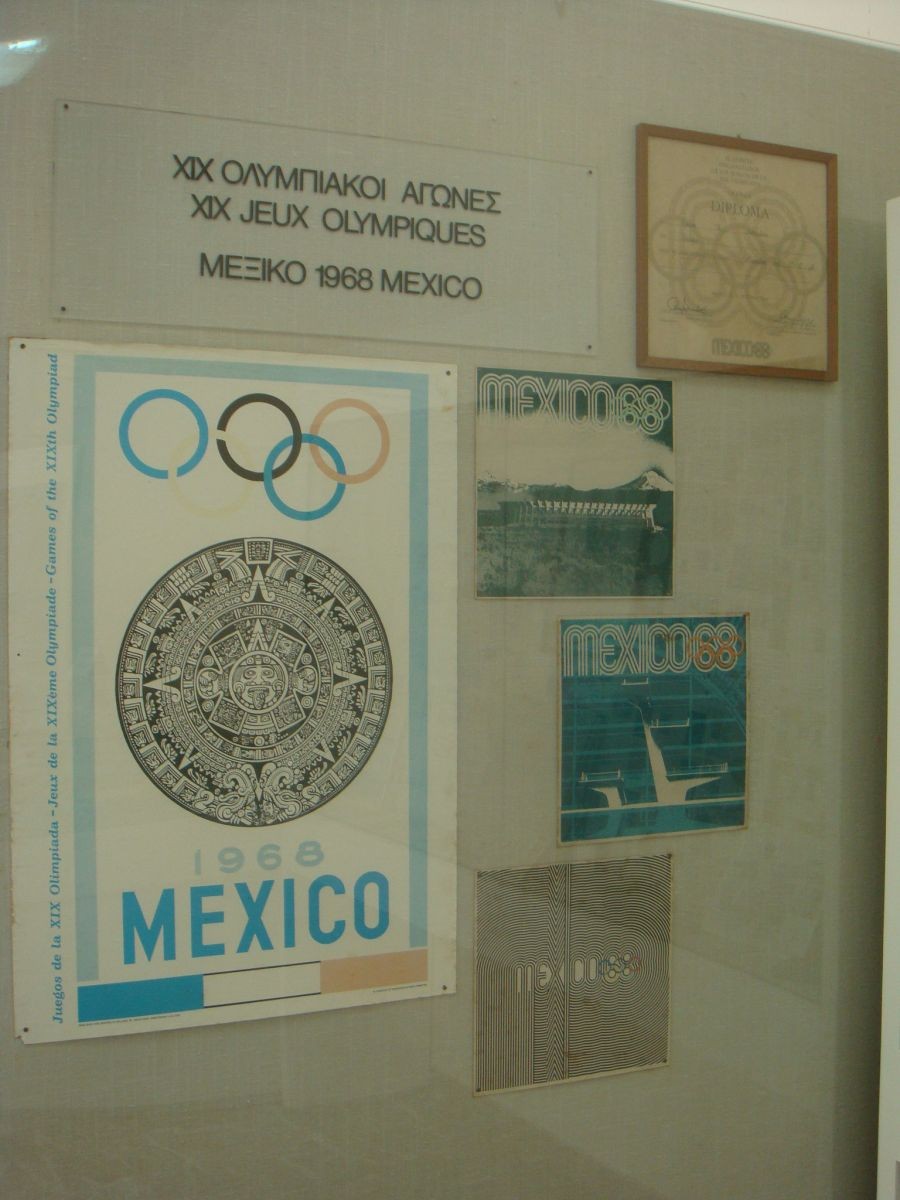 ΧΙΧ ΟΛΥΜΠΙΑΚΟΙ ΑΓΩΝΕΣ
XIX JEUX OLYMPIQUES
ΜΕΞΙΚΟ 1968 MEXICO
DIPLOMA
MEXICO68
Juegos de la XIX Olimpiada - Jeux de la XIXème Olympiade - Games of the XIXth Olympiad
1968
MEXICO
MEXICO68
MEXICO68
MEXICO68